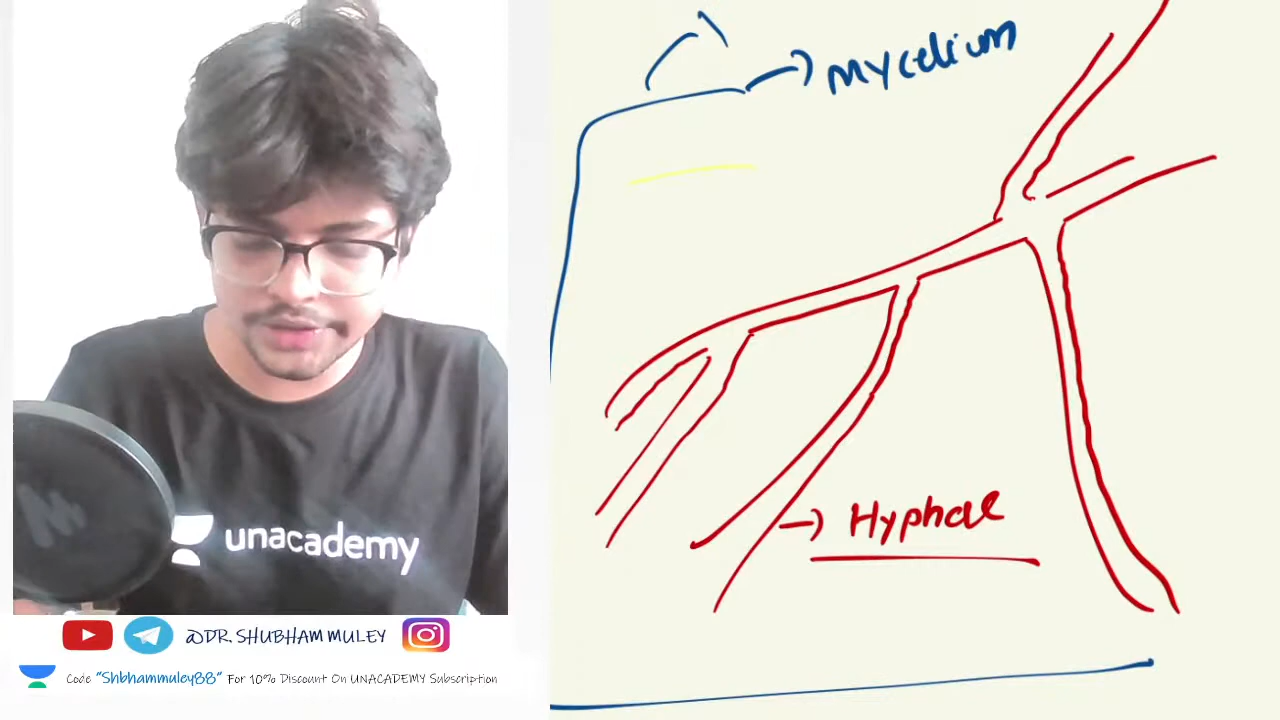 Mycelium
Hyphae
unacademy
@DR. SHUBHAM MULEY
Code "Shbhammuley88" For 10% Discount On UNACADEMY Subscription